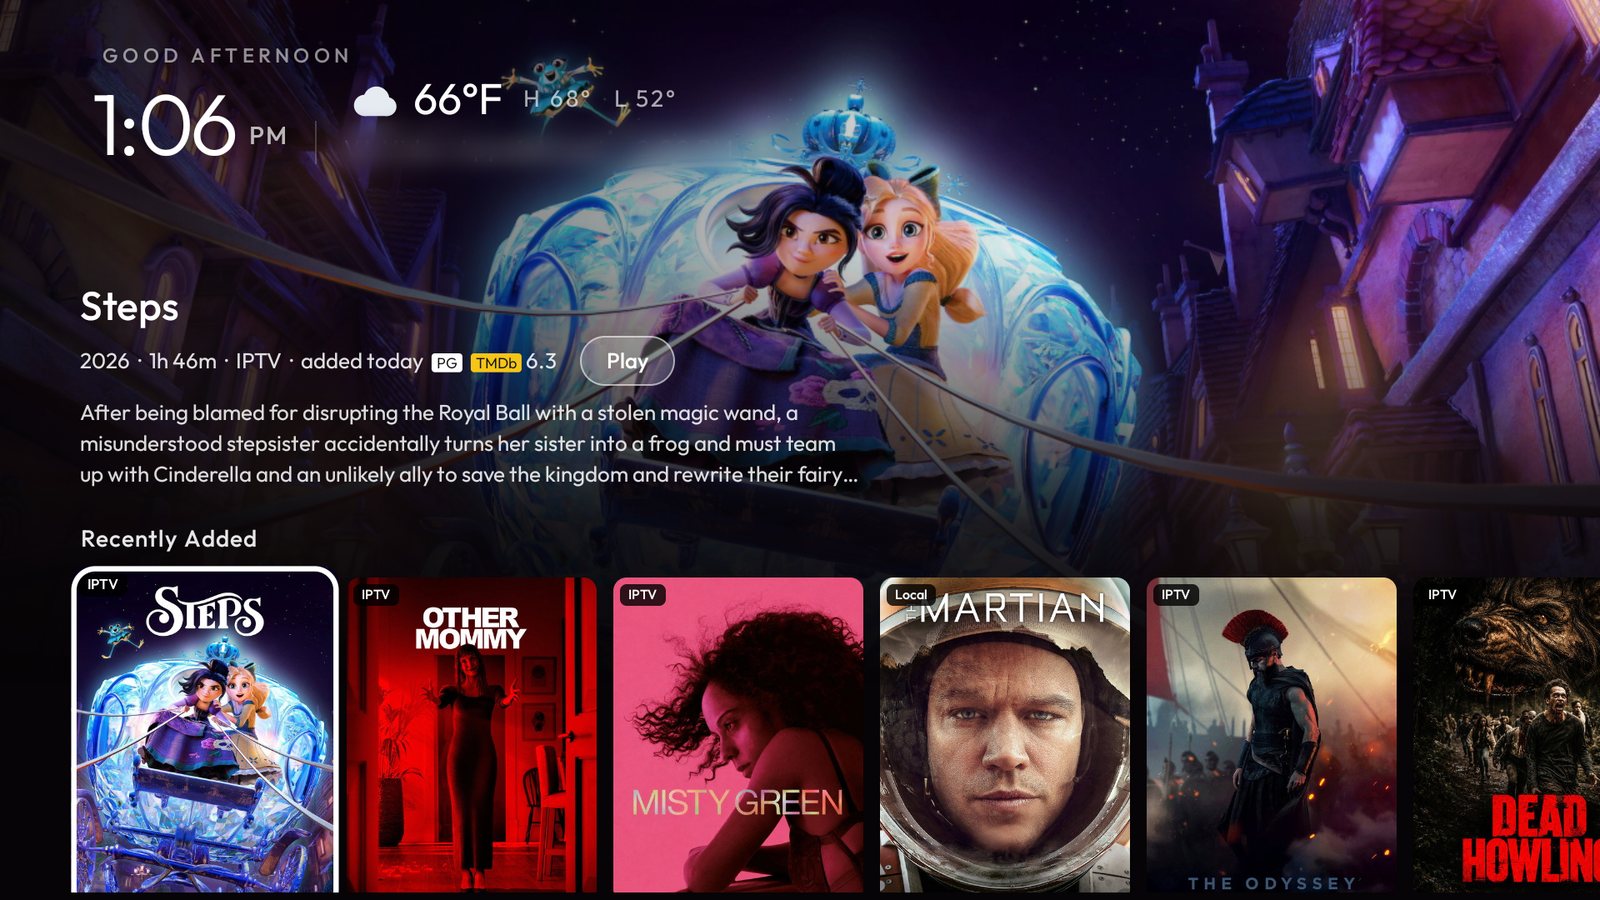 GOOD AFTERNOON
1:06 PM
66°F H 68° L 52°
Steps
2026 · 1h 46m · IPTV · added today PG TMDb 6.3 Play
After being blamed for disrupting the Royal Ball with a stolen magic wand, a
misunderstood stepsister accidentally turns her sister into a frog and must team
up with Cinderella and an unlikely ally to save the kingdom and rewrite their fairy...
Recently Added
IPTV
STEPS
IPTV
OTHER
MOMMY
IPTV
MISTY GREEN
Local
THE MARTIAN
IPTV
THE ODYSSEY
IPTV
DEAD
HOWLING